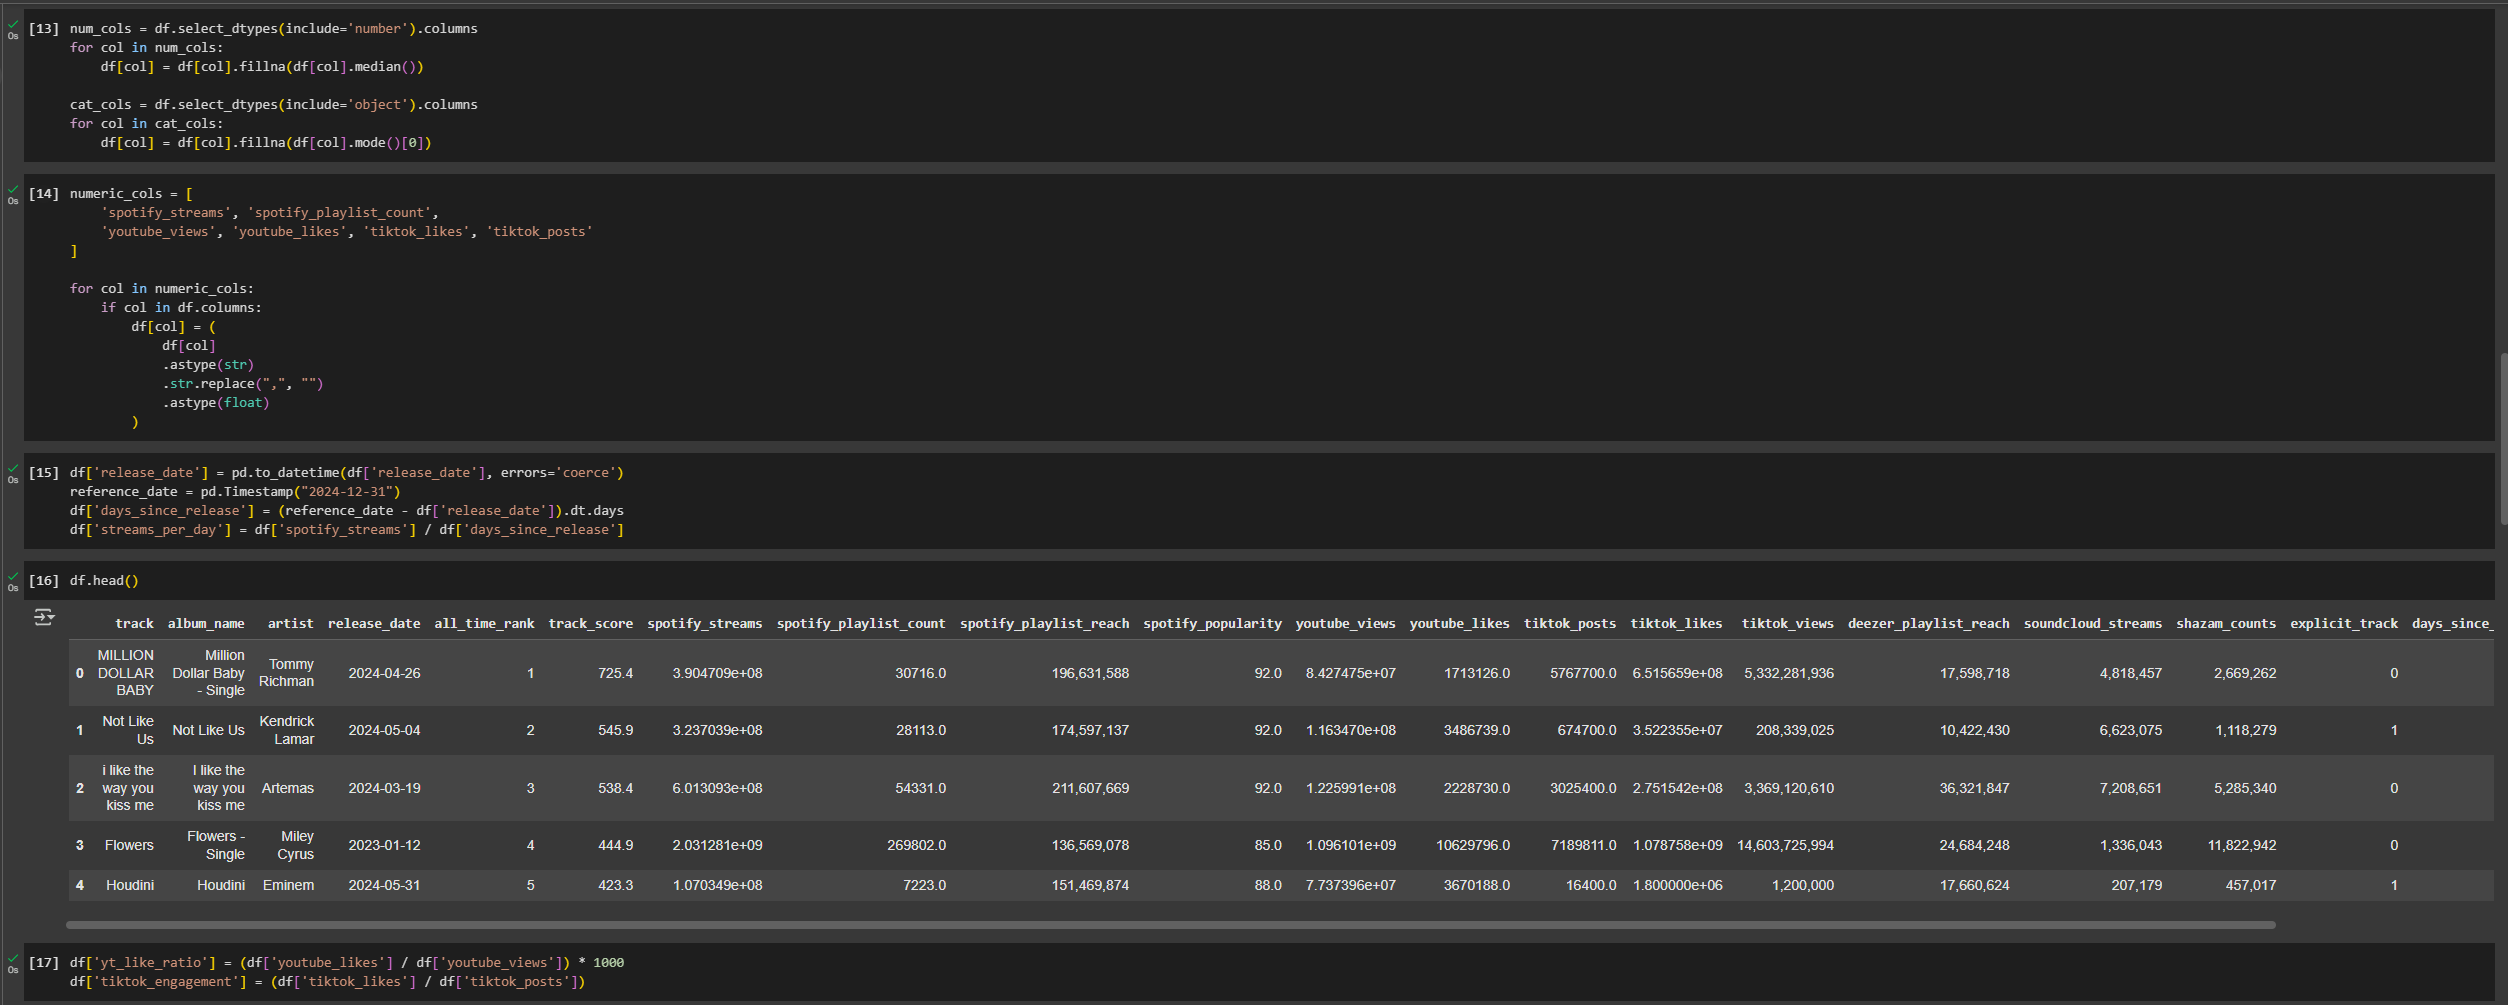 [13] num_cols = df.select_dtypes(include='number').columns
0s
for col in num_cols:
    df[col] = df[col].fillna(df[col].median())
cat_cols = df.select_dtypes(include='object').columns
for col in cat_cols:
    df[col] = df[col].fillna(df[col].mode()[0])
[14] numeric_cols = [
0s
    'spotify_streams', 'spotify_playlist_count',
    'youtube_views', 'youtube_likes', 'tiktok_likes', 'tiktok_posts'
]
for col in numeric_cols:
    if col in df.columns:
        df[col] = (
            df[col]
            .astype(str)
            .str.replace(",", "")
            .astype(float)
        )
[15] df['release_date'] = pd.to_datetime(df['release_date'], errors='coerce')
0s
reference_date = pd.Timestamp("2024-12-31")
df['days_since_release'] = (reference_date - df['release_date']).dt.days
df['streams_per_day'] = df['spotify_streams'] / df['days_since_release']
[16] df.head()
0s
track album_name artist release_date all_time_rank track_score spotify_streams spotify_playlist_count spotify_playlist_reach spotify_popularity youtube_views youtube_likes tiktok_posts tiktok_likes tiktok_views deezer_playlist_reach soundcloud_streams shazam_counts explicit_track days_since_
0 MILLION DOLLAR BABY Million Dollar Baby - Single Tommy Richman 2024-04-26 1 725.4 3.904709e+08 30716.0 196,631,588 92.0 8.427475e+07 1713126.0 5767700.0 6.515659e+08 5,332,281,936 17,598,718 4,818,457 2,669,262 0
1 Not Like Us Not Like Us Kendrick Lamar 2024-05-04 2 545.9 3.237039e+08 28113.0 174,597,137 92.0 1.163470e+08 3486739.0 674700.0 3.522355e+07 208,339,025 10,422,430 6,623,075 1,118,279 1
2 i like the way you kiss me I like the way you kiss me Artemas 2024-03-19 3 538.4 6.013093e+08 54331.0 211,607,669 92.0 1.225991e+08 2228730.0 3025400.0 2.751542e+08 3,369,120,610 36,321,847 7,208,651 5,285,340 0
3 Flowers Flowers - Single Miley Cyrus 2023-01-12 4 444.9 2.031281e+09 269802.0 136,569,078 85.0 1.096101e+09 10629796.0 7189811.0 1.078758e+09 14,603,725,994 24,684,248 1,336,043 11,822,942 0
4 Houdini Houdini Eminem 2024-05-31 5 423.3 1.070349e+08 7223.0 151,469,874 88.0 7.737396e+07 3670188.0 16400.0 1.800000e+06 1,200,000 17,660,624 207,179 457,017 1
[17] df['yt_like_ratio'] = (df['youtube_likes'] / df['youtube_views']) * 1000
0s
df['tiktok_engagement'] = (df['tiktok_likes'] / df['tiktok_posts'])